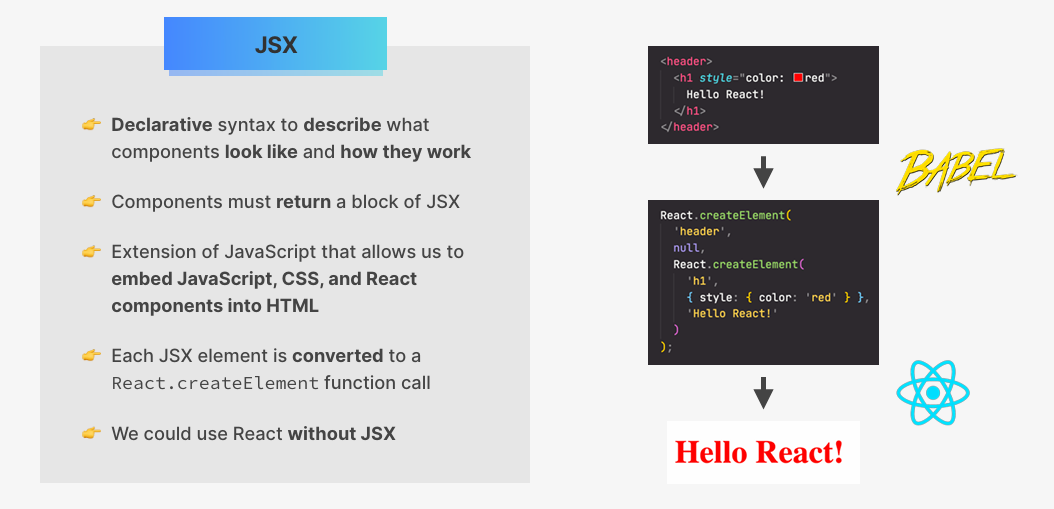 JSX
Declarative syntax to describe what
components look like and how they work
Components must return a block of JSX
Extension of JavaScript that allows us to
embed JavaScript, CSS, and React
components into HTML
Each JSX element is converted to a
React.createElement function call
We could use React without JSX
<header>
<h1 style="color: red">
Hello React!
</h1>
</header>
BABEL
React.createElement(
'header',
null,
React.createElement(
'h1',
{ style: { color: 'red' } },
'Hello React!'
)
);
Hello React!